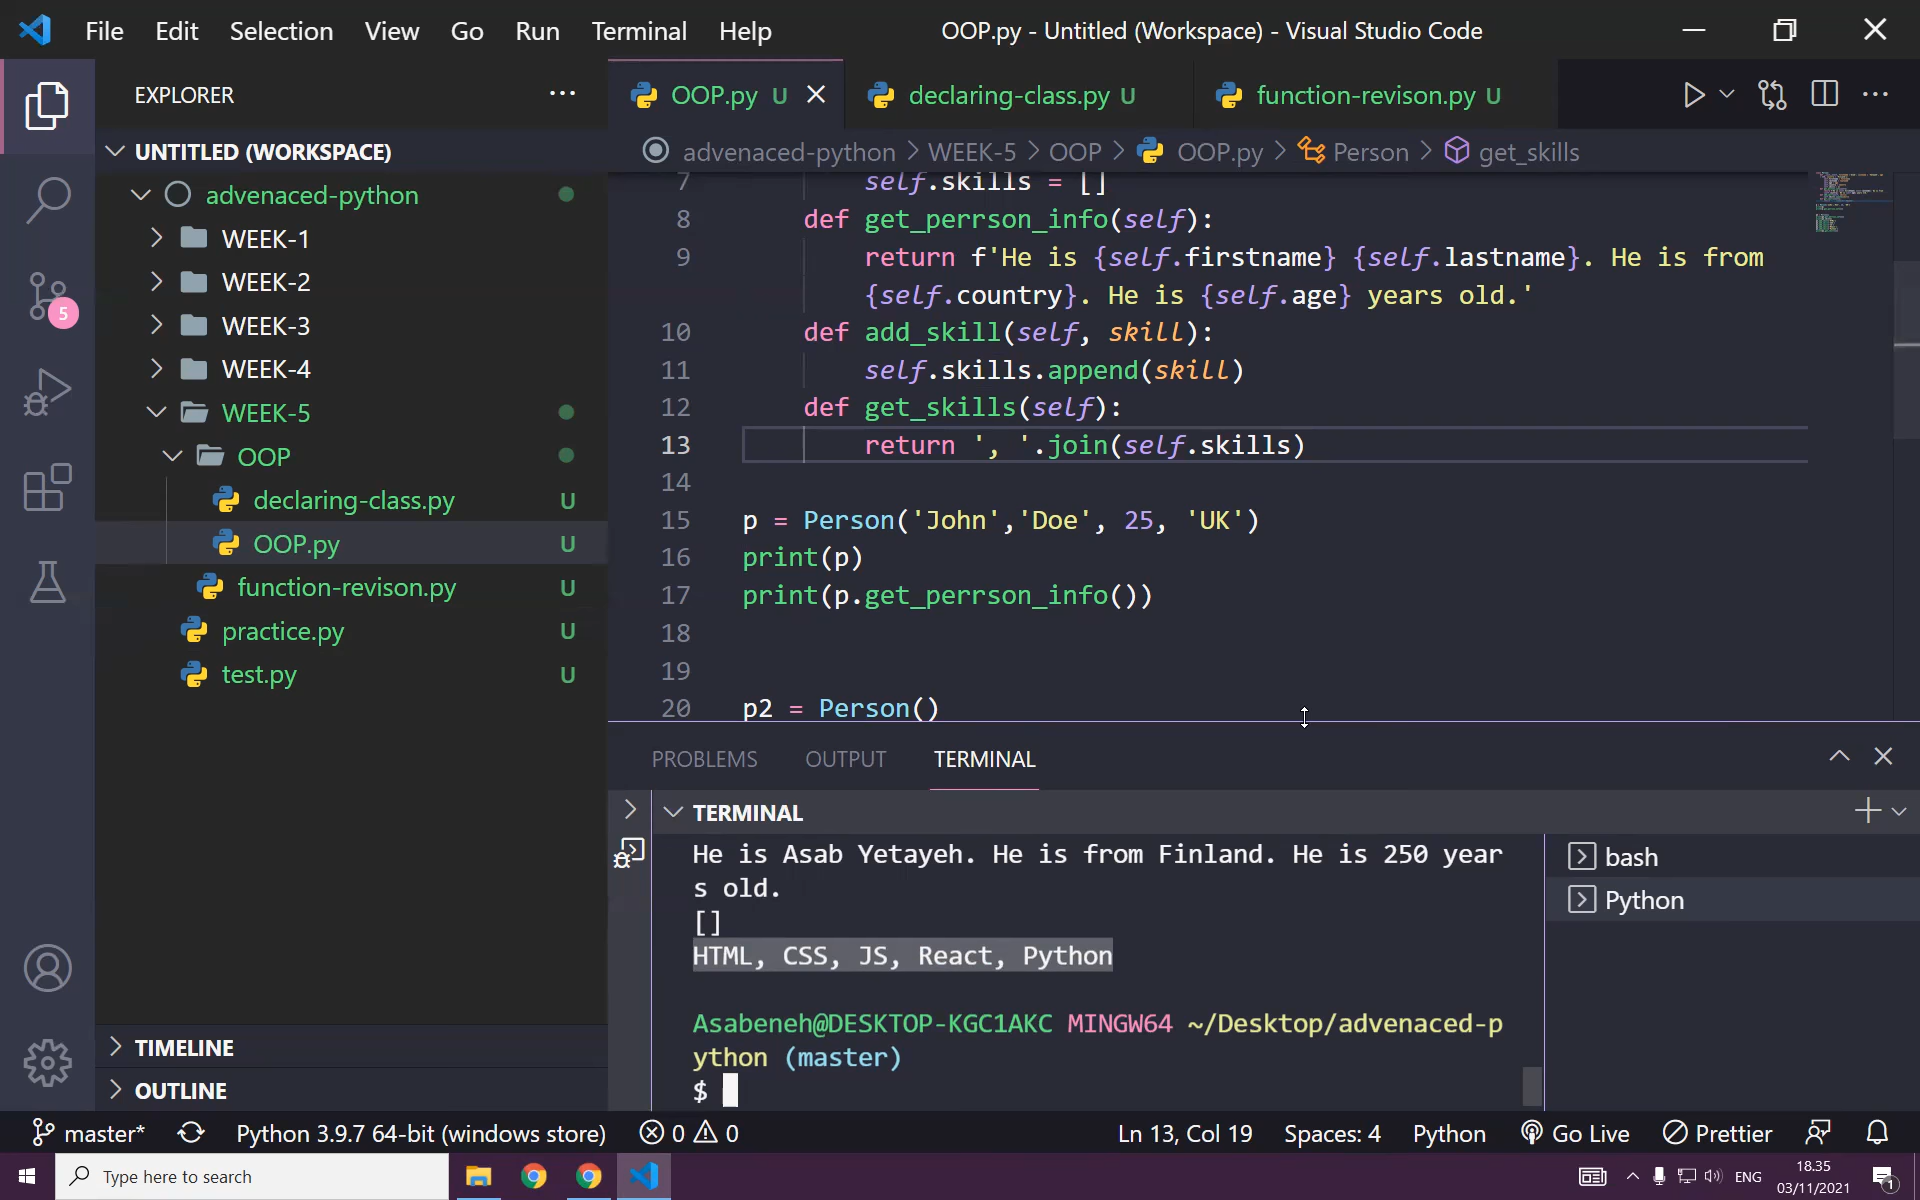 File Edit Selection View Go Run Terminal Help
OOP.py - Untitled (Workspace) - Visual Studio Code
EXPLORER
UNTITLED (WORKSPACE)
advenaced-python
WEEK-1
WEEK-2
WEEK-3
WEEK-4
WEEK-5
OOP
declaring-class.py U
OOP.py U
function-revison.py U
practice.py U
test.py U
TIMELINE
OUTLINE
5
OOP.py U
declaring-class.py U
function-revison.py U
advenaced-python > WEEK-5 > OOP > OOP.py > Person > get_skills
7 self.skills = []
8 def get_perrson_info(self):
9 return f'He is {self.firstname} {self.lastname}. He is from
{self.country}. He is {self.age} years old.'
10 def add_skill(self, skill):
11 self.skills.append(skill)
12 def get_skills(self):
13 return ', '.join(self.skills)
14
15 p = Person('John','Doe', 25, 'UK')
16 print(p)
17 print(p.get_perrson_info())
18
19
20 p2 = Person()
PROBLEMS OUTPUT TERMINAL
TERMINAL
He is Asab Yetayeh. He is from Finland. He is 250 year
s old.
[]
HTML, CSS, JS, React, Python
Asabeneh@DESKTOP-KGC1AKC MINGW64 ~/Desktop/advenaced-p
ython (master)
$
bash
Python
master* Python 3.9.7 64-bit (windows store) 0 0 Ln 13, Col 19 Spaces: 4 Python Go Live Prettier
Type here to search
ENG
18.35
03/11/2021
1